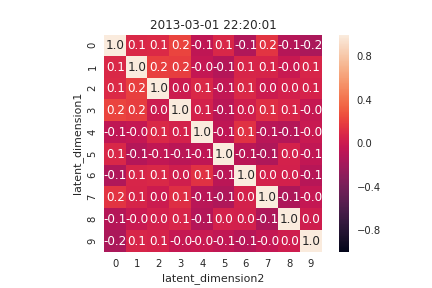 2013-03-01 22:20:01
latent_dimension1
0 1.0 0.1 0.1 0.2 -0.1 0.1 -0.1 0.2 -0.1 -0.2
1 0.1 1.0 0.2 0.2 -0.0 -0.1 0.1 0.1 -0.0 0.1
2 0.1 0.2 1.0 0.0 0.1 -0.1 0.1 0.0 0.0 0.1
3 0.2 0.2 0.0 1.0 0.1 -0.1 0.0 0.1 0.1 -0.0
4 -0.1 -0.0 0.1 0.1 1.0 -0.1 0.1 -0.1 -0.1 -0.0
5 0.1 -0.1 -0.1 -0.1 -0.1 1.0 -0.1 -0.1 0.0 -0.1
6 -0.1 0.1 0.1 0.0 0.1 -0.1 1.0 0.0 0.0 -0.1
7 0.2 0.1 0.0 0.1 -0.1 -0.1 0.0 1.0 -0.1 -0.0
8 -0.1 -0.0 0.0 0.1 -0.1 0.0 0.0 -0.1 1.0 0.0
9 -0.2 0.1 0.1 -0.0 -0.0 -0.1 -0.1 -0.0 0.0 1.0
0 1 2 3 4 5 6 7 8 9
latent_dimension2
0.8
0.4
0.0
−0.4
−0.8